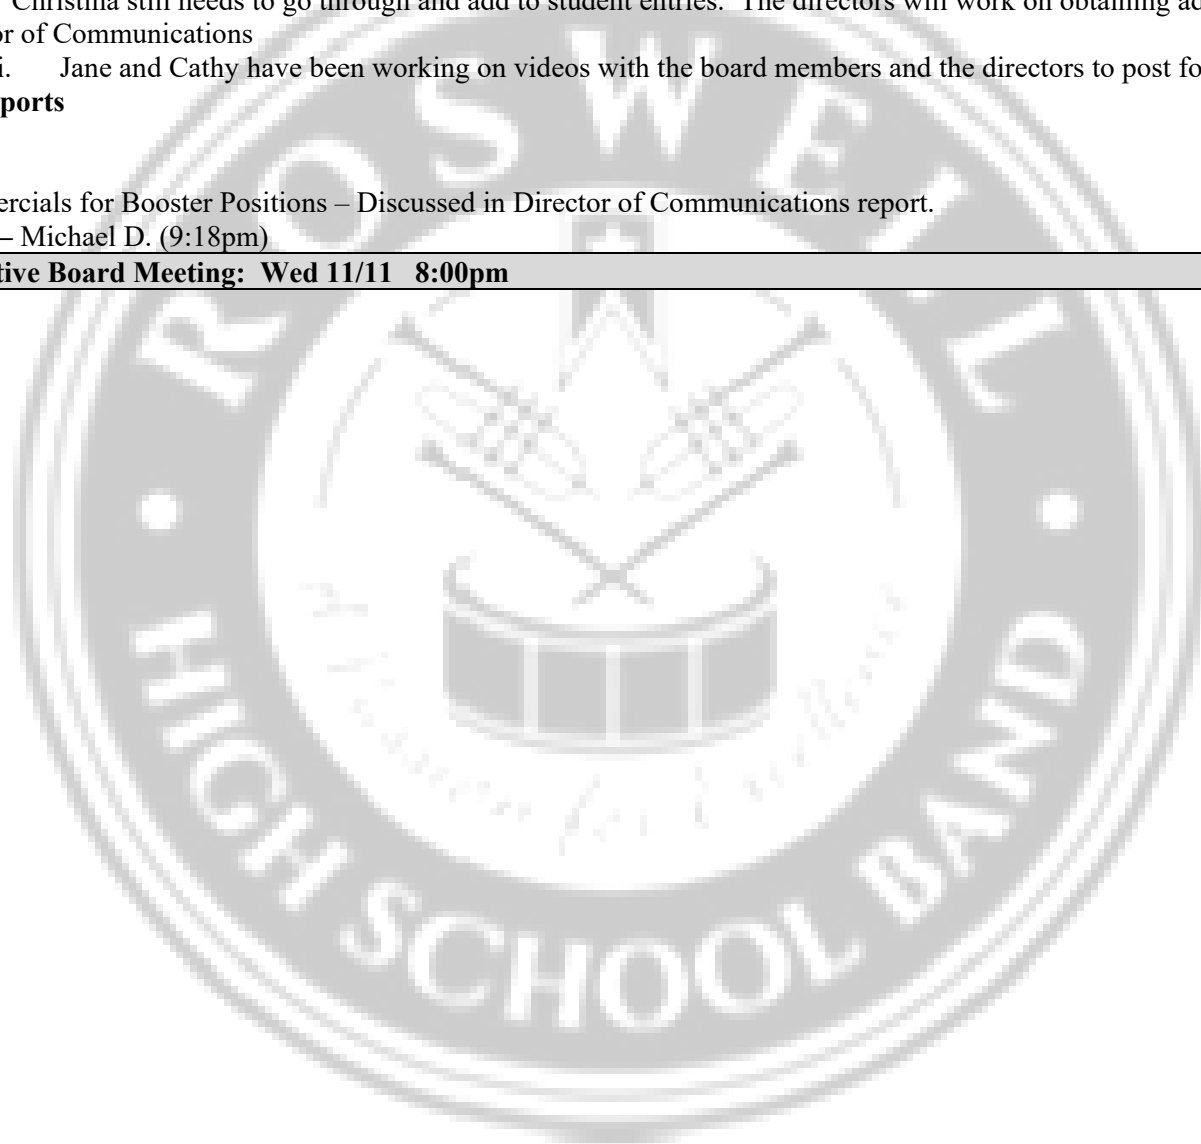 Christina still needs to go through and add to student entries.  The directors will work on obtaining ad
or of Communications
i.      Jane and Cathy have been working on videos with the board members and the directors to post fo
ports
ercials for Booster Positions – Discussed in Director of Communications report.
– Michael D. (9:18pm)
tive Board Meeting:  Wed 11/11   8:00pm
ROSWELL
HIGH SCHOOL BAND